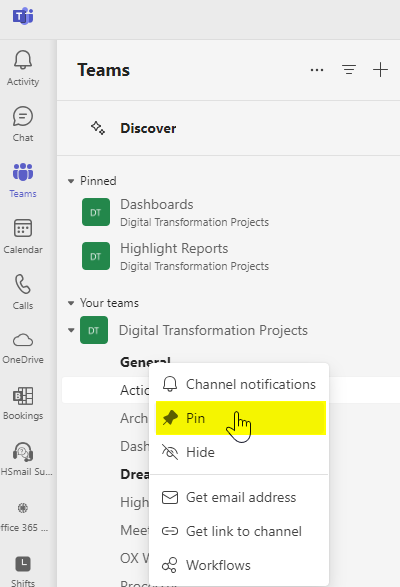 Activity
Chat
Teams
Calendar
Calls
OneDrive
Bookings
HSmail Su...
ffice 365 ...
Shifts
Teams
Discover
Pinned
DT
Dashboards
Digital Transformation Projects
DT
Highlight Reports
Digital Transformation Projects
Your teams
DT
Digital Transformation Projects
General
Actio
Arch
Dash
Drea
High
Meet
OX W
Channel notifications
Pin
Hide
Get email address
Get link to channel
Workflows